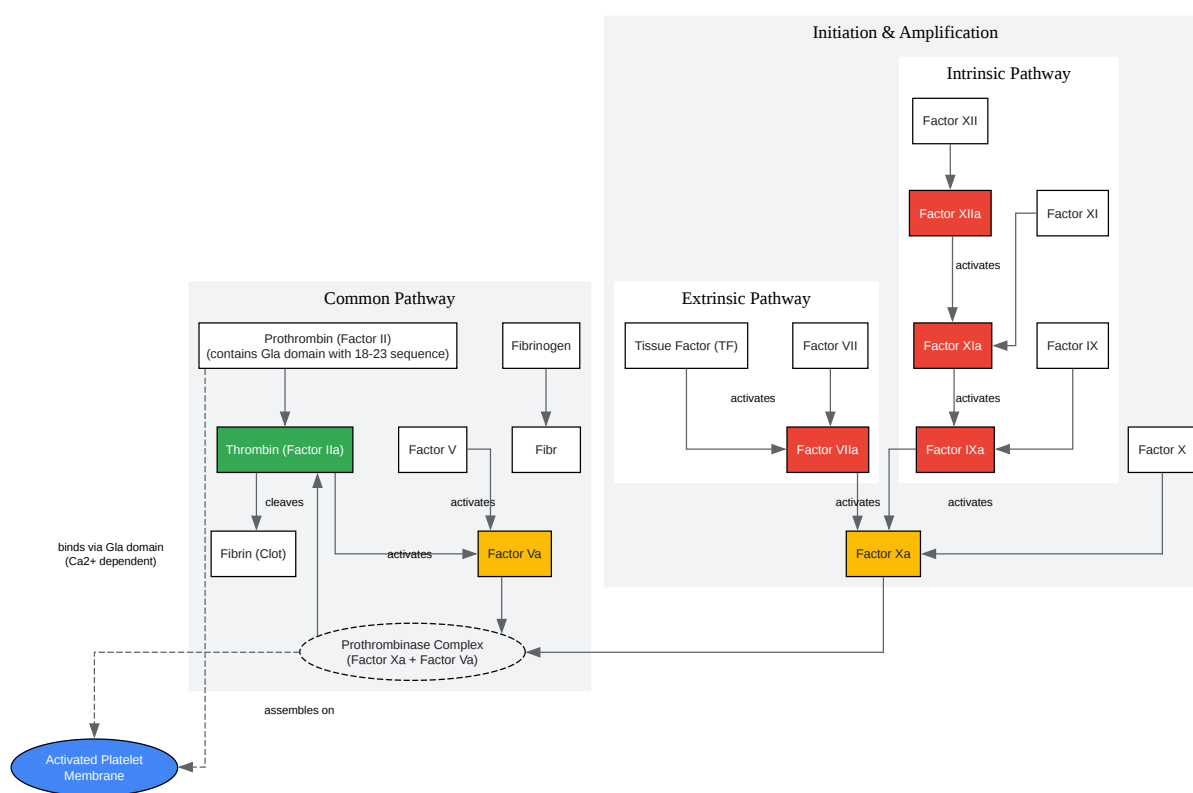 Initiation & Amplification
Intrinsic Pathway
Factor XII
Factor XIIa
Factor XI
activates
Common Pathway
Extrinsic Pathway
Prothrombin (Factor II)
(contains Gla domain with 18-23 sequence)
Fibrinogen
Tissue Factor (TF)
Factor VII
Factor XIa
Factor IX
activates
activates
Thrombin (Factor IIa)
Factor V
Fibr
Factor VIIa
Factor IXa
Factor X
cleaves
activates
activates
activates
binds via Gla domain
(Ca2+ dependent)
Fibrin (Clot)
activates
Factor Va
Factor Xa
Prothrombinase Complex
(Factor Xa + Factor Va)
assembles on
Activated Platelet
Membrane